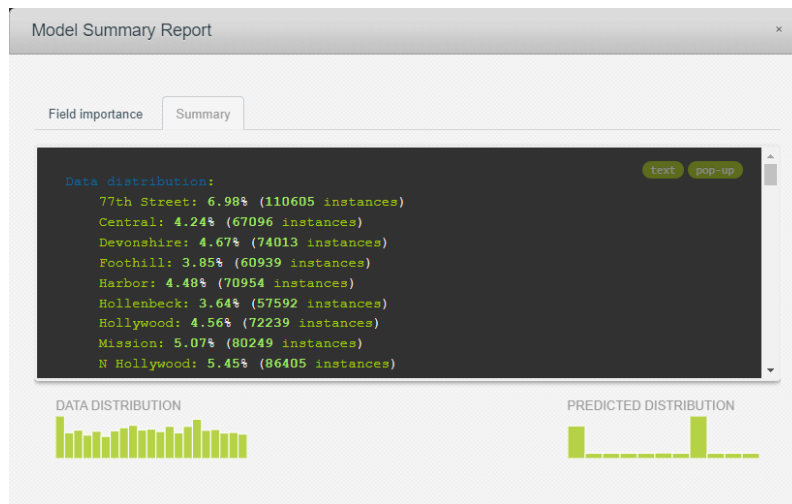 Model Summary Report
×
Field importance
Summary
text
pop-up
Data distribution:
77th Street: 6.98% (110605 instances)
Central: 4.24% (67096 instances)
Devonshire: 4.67% (74013 instances)
Foothill: 3.85% (60939 instances)
Harbor: 4.48% (70954 instances)
Hollenbeck: 3.64% (57592 instances)
Hollywood: 4.56% (72239 instances)
Mission: 5.07% (80249 instances)
N Hollywood: 5.45% (86405 instances)
DATA DISTRIBUTION
PREDICTED DISTRIBUTION